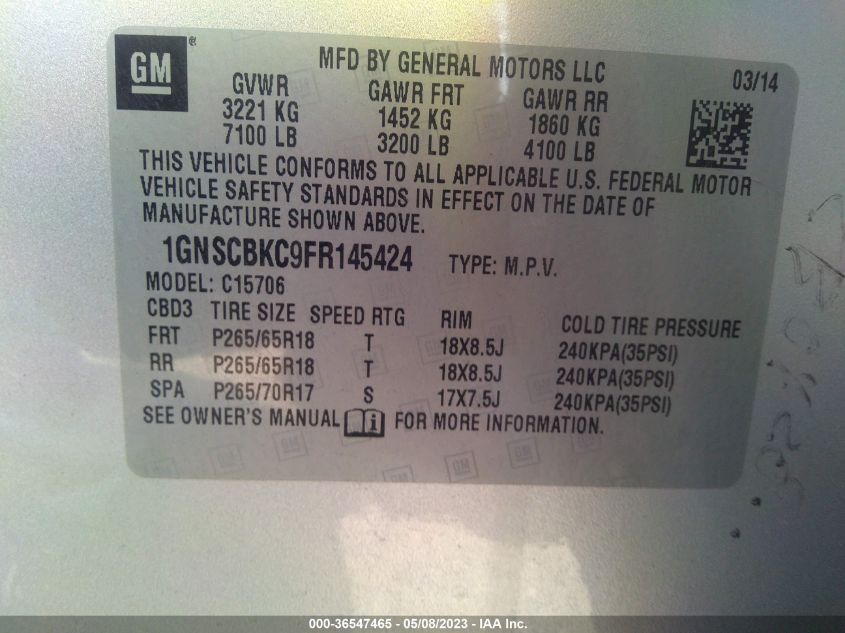 GM ® MFD BY GENERAL MOTORS LLC 03/14
GVWR GAWR FRT GAWR RR
3221 KG 1452 KG 1860 KG
7100 LB 3200 LB 4100 LB
THIS VEHICLE CONFORMS TO ALL APPLICABLE U.S. FEDERAL MOTOR
VEHICLE SAFETY STANDARDS IN EFFECT ON THE DATE OF
MANUFACTURE SHOWN ABOVE.
1GNSCBKC9FR145424 TYPE: M.P.V.
MODEL: C15706
CBD3 TIRE SIZE SPEED RTG RIM COLD TIRE PRESSURE
FRT P265/65R18 T 18X8.5J 240KPA(35PSI)
RR P265/65R18 T 18X8.5J 240KPA(35PSI)
SPA P265/70R17 S 17X7.5J 240KPA(35PSI)
SEE OWNER'S MANUAL FOR MORE INFORMATION.
000-36547465 - 05/08/2023 - IAA Inc.